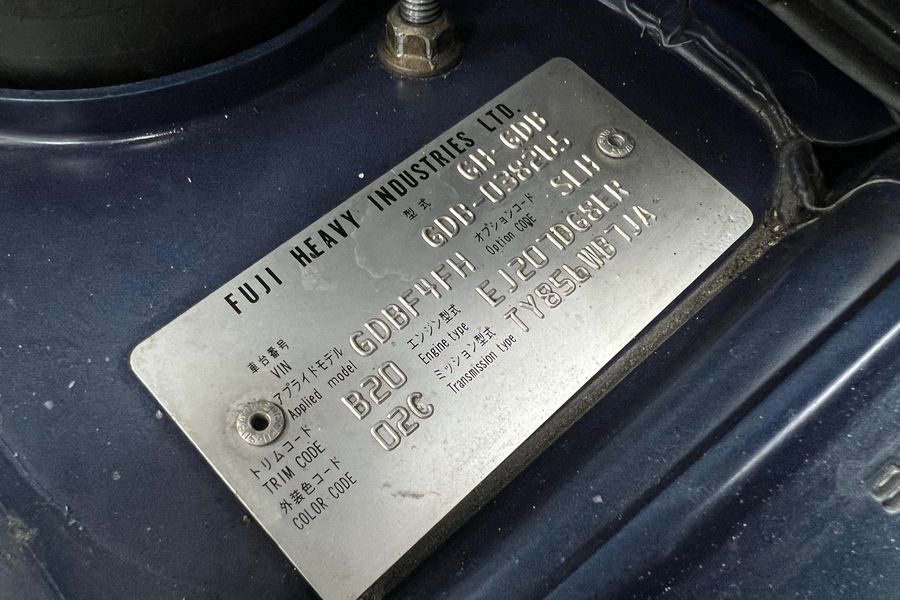 FUJI HEAVY INDUSTRIES LTD.
型式 GH-GDB
車台番号
VIN GDB-038265
アプライドモデル
Applied model GDBF4FH
オプションコード
Option CODE SLH
トリムコード
TRIM CODE B20
エンジン型式
Engine type EJ207DG8ER
外装色コード
COLOR CODE 02C
ミッション型式
Transmission type TY856WB7JA